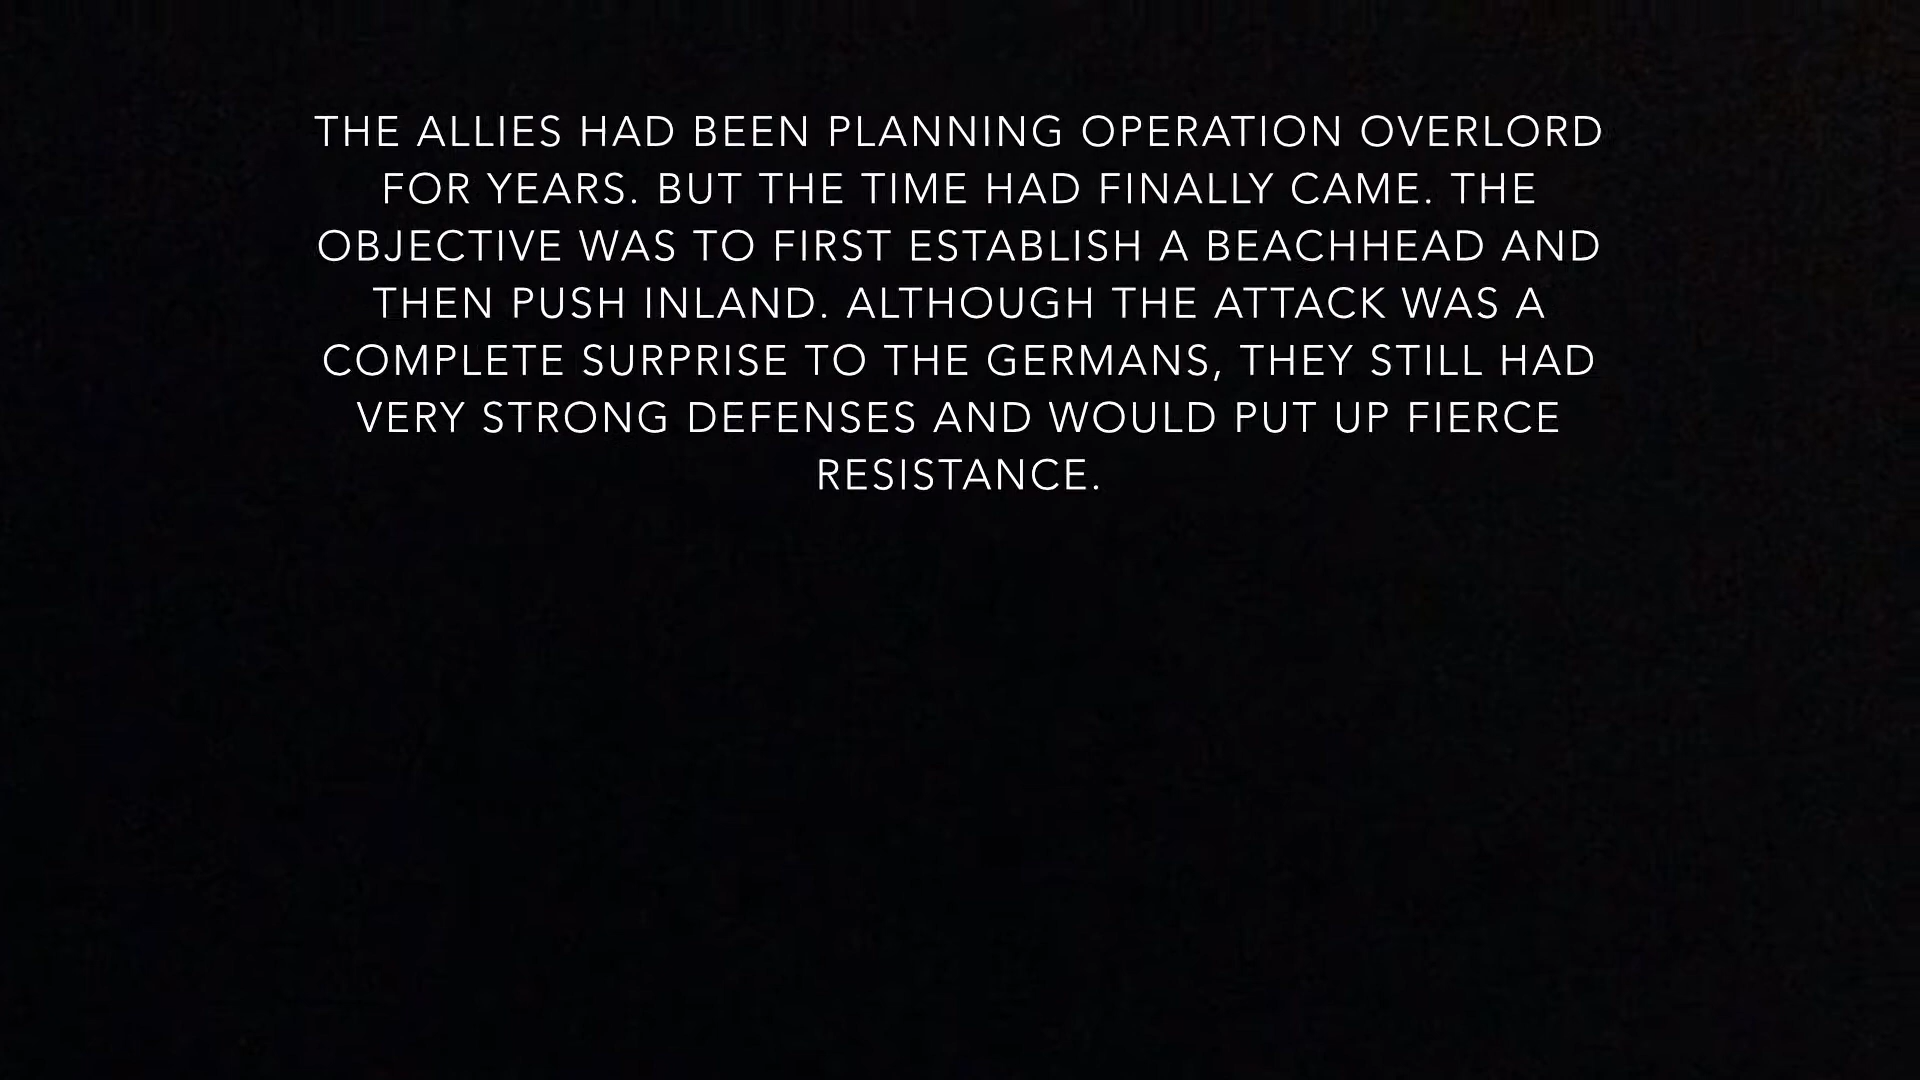 THE ALLIES HAD BEEN PLANNING OPERATION OVERLORD
FOR YEARS. BUT THE TIME HAD FINALLY CAME. THE
OBJECTIVE WAS TO FIRST ESTABLISH A BEACHHEAD AND
THEN PUSH INLAND. ALTHOUGH THE ATTACK WAS A
COMPLETE SURPRISE TO THE GERMANS, THEY STILL HAD
VERY STRONG DEFENSES AND WOULD PUT UP FIERCE
RESISTANCE.